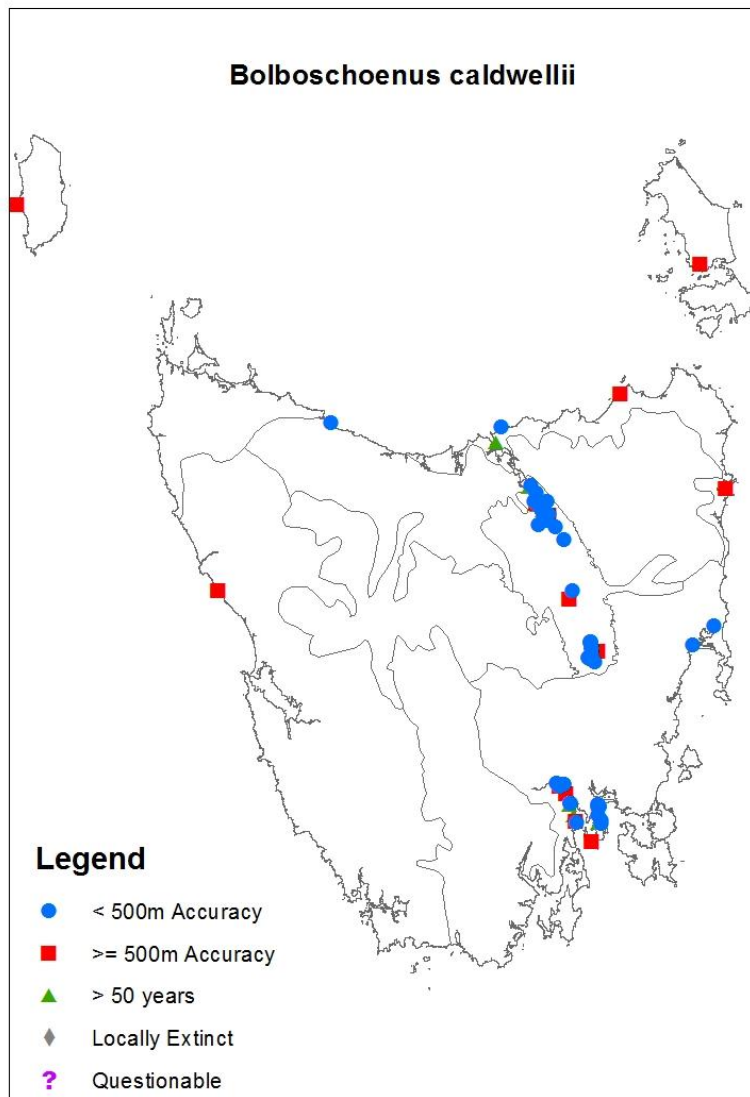 Bolboschoenus caldwellii
Legend
< 500m Accuracy
>= 500m Accuracy
> 50 years
Locally Extinct
? Questionable